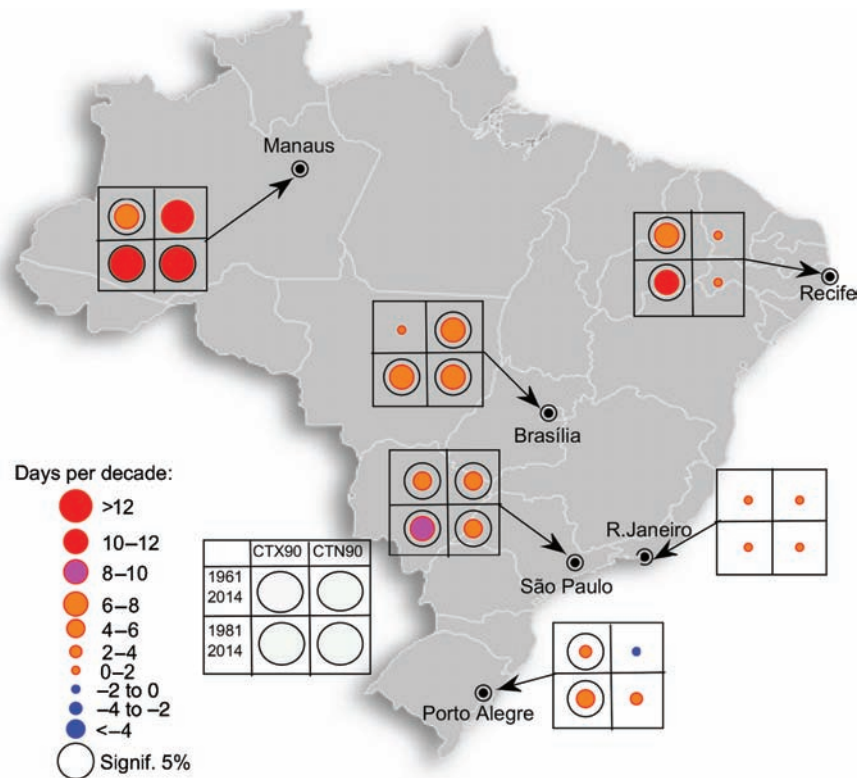 Manaus
Recife
Brasília
Days per decade:
>12
10–12
8–10
6–8
4–6
2–4
0–2
–2 to 0
–4 to –2
<–4
Signif. 5%
CTX90 CTN90
1961
2014
1981
2014
R.Janeiro
São Paulo
Porto Alegre